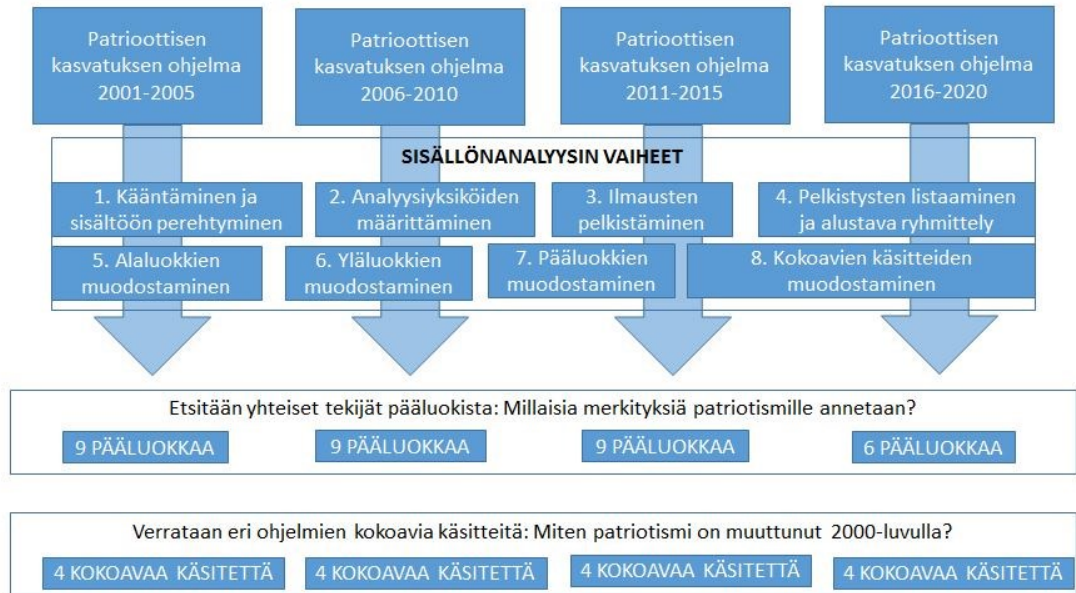 Patrioottisen
kasvatuksen ohjelma
2001-2005
Patrioottisen
kasvatuksen ohjelma
2006-2010
Patrioottisen
kasvatuksen ohjelma
2011-2015
Patrioottisen
kasvatuksen ohjelma
2016-2020
SISÄLLÖNANALYYSIN VAIHEET
1. Kääntäminen ja
sisältöön perehtyminen
2. Analyysiyksiköiden
määrittäminen
3. Ilmausten
pelkistäminen
4. Pelkistysten listaaminen
ja alustava ryhmittely
5. Alaluokkien
muodostaminen
6. Yläluokkien
muodostaminen
7. Pääluokkien
muodostaminen
8. Kokoavien käsitteiden
muodostaminen
Etsitään yhteiset tekijät pääluokista: Millaisia merkityksiä patriotismille annetaan?
9 PÄÄLUOKKAA
9 PÄÄLUOKKAA
9 PÄÄLUOKKAA
6 PÄÄLUOKKAA
Verrataan eri ohjelmien kokoavia käsitteitä: Miten patriotismi on muuttunut 2000-luvulla?
4 KOKOAVAA KÄSITETTÄ
4 KOKOAVAA KÄSITETTÄ
4 KOKOAVAA KÄSITETTÄ
4 KOKOAVAA KÄSITETTÄ